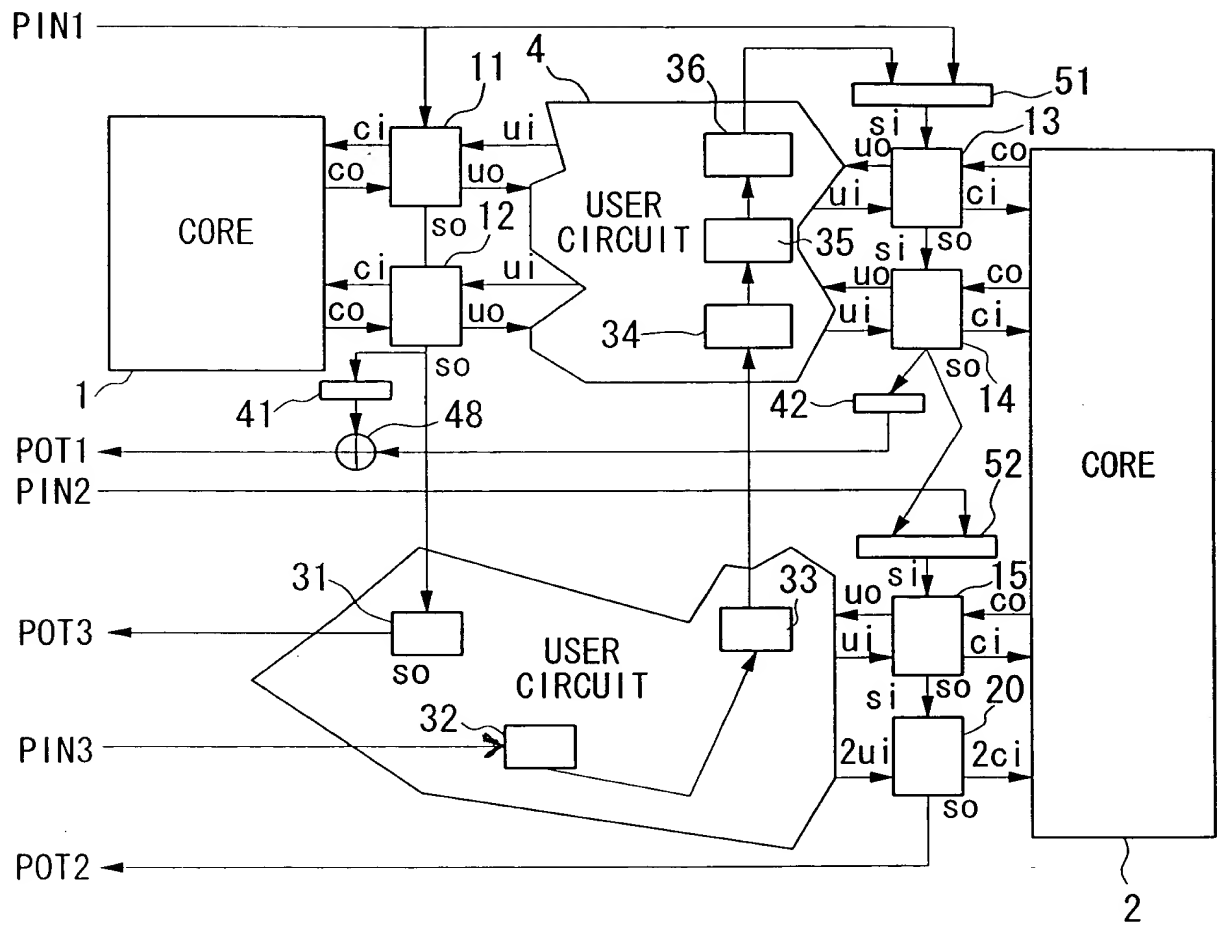 PIN1
11
4
36
51
ci
ui
si
13
uo
co
co
uo
CORE
USER
CIRCUIT
so
12
35
ui
ci
si
so
ci
ui
uo
co
co
uo
34
ui
ci
so
so
1
41
48
42
14
POT1
PIN2
CORE
52
31
33
si
15
uo
co
POT3
so
USER
CIRCUIT
ui
ci
si
so
20
32
PIN3
2ui
2ci
so
POT2
2